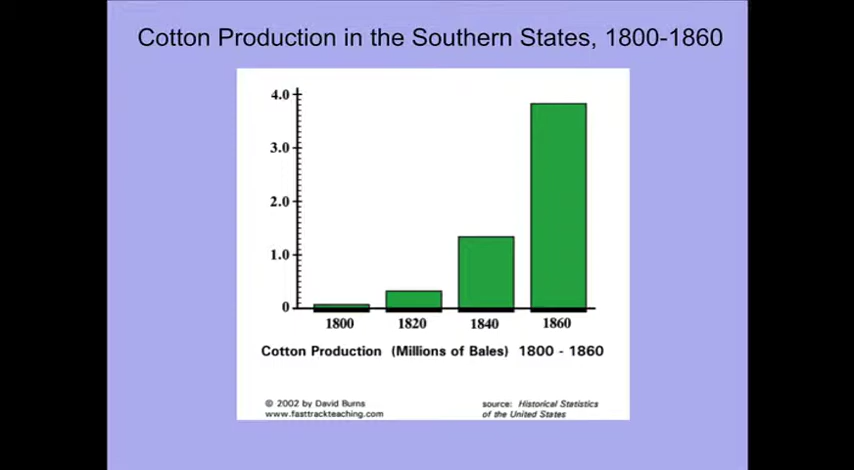 Cotton Production in the Southern States, 1800-1860
4.0
3.0
2.0
1.0
0
1800 1820 1840 1860
Cotton Production (Millions of Bales) 1800 - 1860
© 2002 by David Burns
www.fasttrackteaching.com
source: Historical Statistics
of the United States